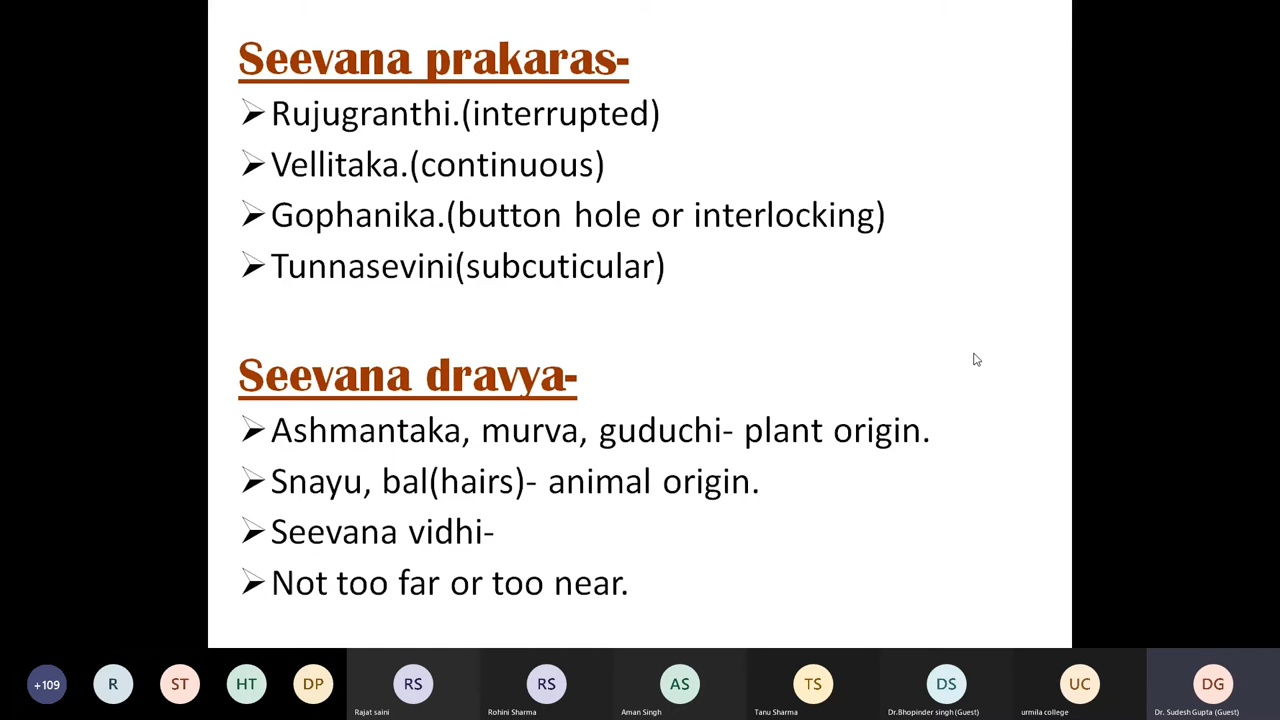 Seevana prakaras-
Rujugranthi.(interrupted)
Vellitaka.(continuous)
Gophanika.(button hole or interlocking)
Tunnasevini(subcuticular)
Seevana dravya-
Ashmantaka, murva, guduchi- plant origin.
Snayu, bal(hairs)- animal origin.
Seevana vidhi-
Not too far or too near.
+109 R ST HT DP RS RS AS TS DS UC DG
Rajat saini Rohini Sharma Aman Singh Tanu Sharma Dr.Bhopinder singh (Guest) urmila college Dr. Sudesh Gupta (Guest)